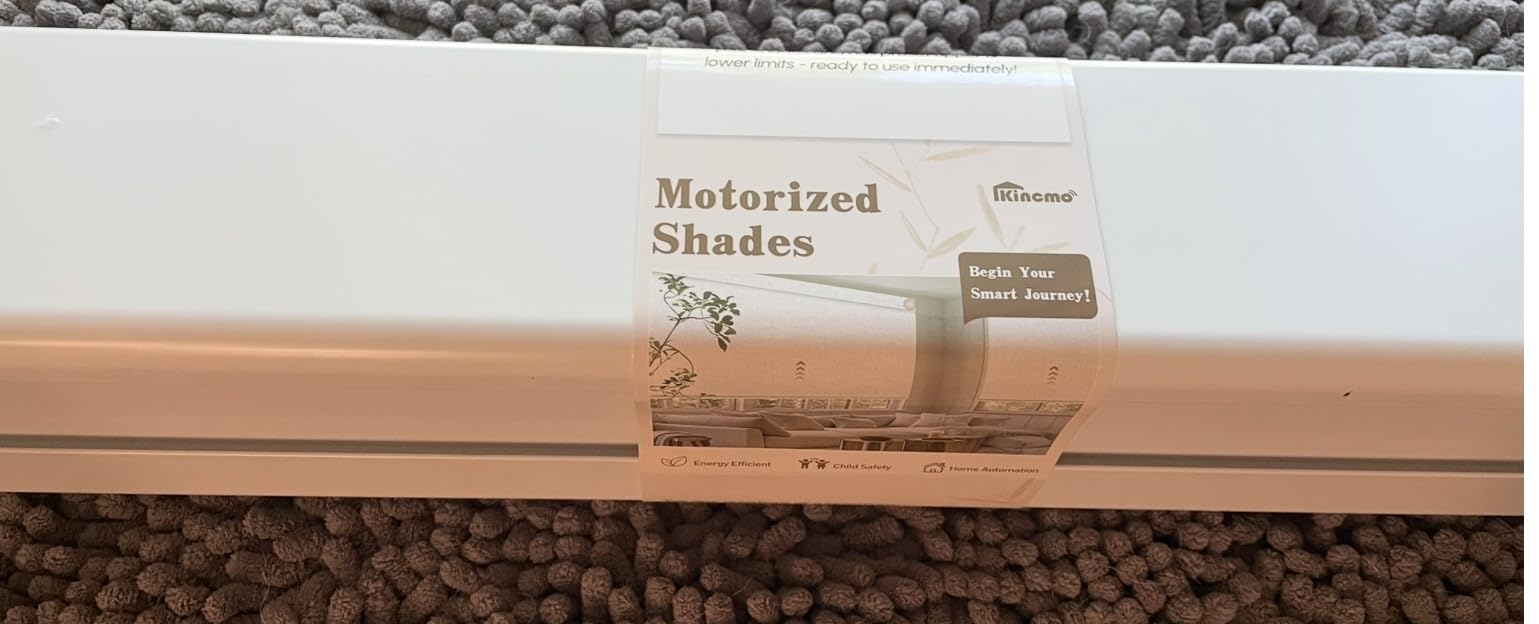 lower limits - ready to use immediately!
Motorized
Shades
Kincmo
Begin Your
Smart Journey!
Energy Efficient
Child Safety
Home Automation